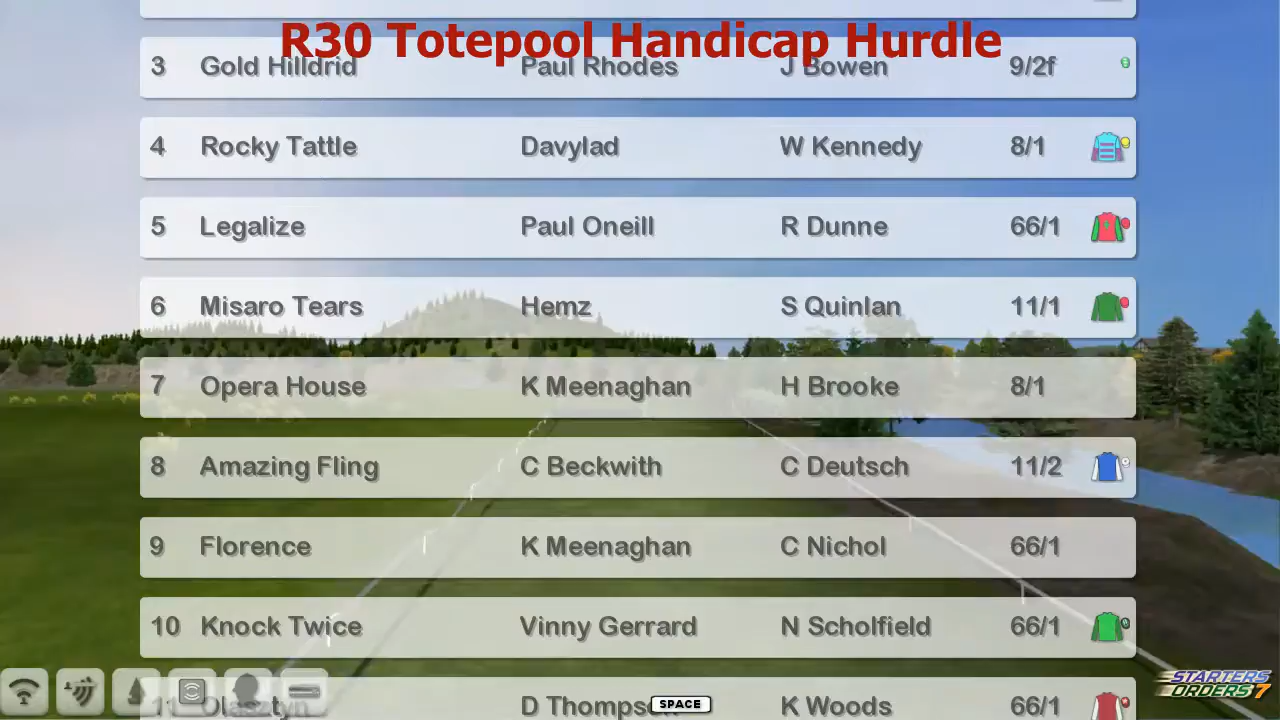 R30 Totepool Handicap Hurdle
3 Gold Hilldrid Paul Rhodes J Bowen 9/2f
4 Rocky Tattle Davylad W Kennedy 8/1
5 Legalize Paul Oneill R Dunne 66/1
6 Misaro Tears Hemz S Quinlan 11/1
7 Opera House K Meenaghan H Brooke 8/1
8 Amazing Fling C Beckwith C Deutsch 11/2
9 Florence K Meenaghan C Nichol 66/1
10 Knock Twice Vinny Gerrard N Scholfield 66/1
11 Olasztyn D K Woods 66/1
SPACE
STARTERS
ORDERS 7